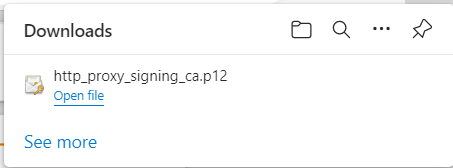 Downloads
http_proxy_signing_ca.p12
Open file
See more